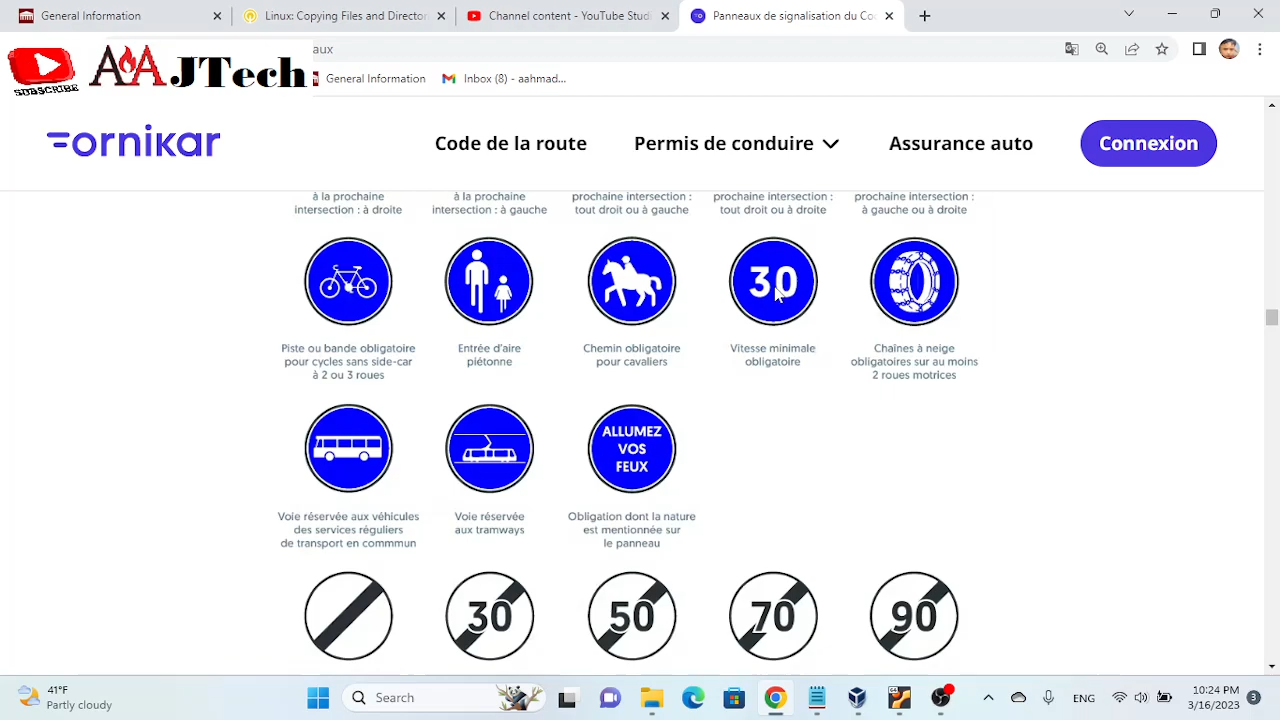 Linux Copying Files and Director
Channel content - YouTube Studi
Panneaux de signalisation du Co
SUBSCRIBE
AAJTech
aux
General Information
Inbox (8) - aahmad...
ornikar
Code de la route
Permis de conduire
Assurance auto
Connexion
à la prochaine
intersection : à droite
à la prochaine
intersection : à gauche
prochaine intersection :
tout droit ou à gauche
prochaine intersection :
tout droit ou à droite
prochaine intersection :
à gauche ou à droite
30
Piste ou bande obligatoire
pour cycles sans side-car
à 2 ou 3 roues
Entrée d'aire
piétonne
Chemin obligatoire
pour cavaliers
Vitesse minimale
obligatoire
Chaînes à neige
obligatoires sur au moins
2 roues motrices
ALLUMEZ
VOS
FEUX
Voie réservée aux véhicules
des services réguliers
de transport en commmun
Voie réservée
aux tramways
Obligation dont la nature
est mentionnée sur
le panneau
30
50
70
90
41°F
Partly cloudy
Search
ENG
10:24 PM
3/16/2023
3